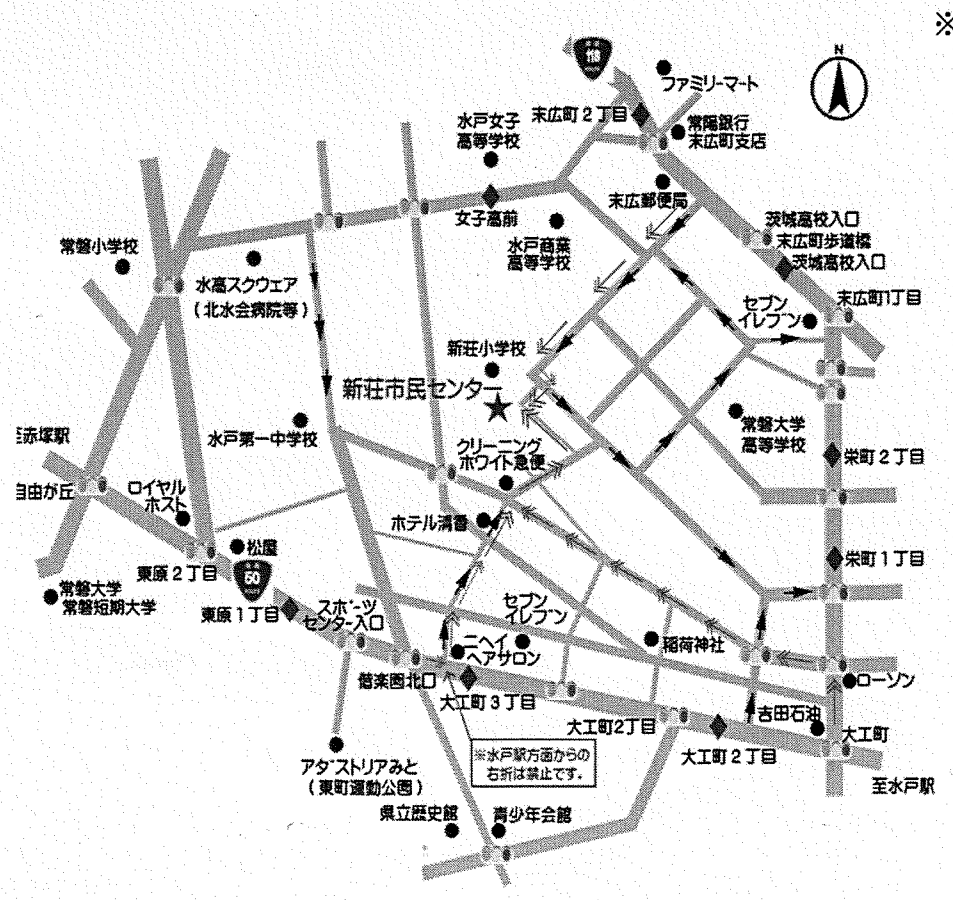 ※
N
118
ファミリーマート
末広町2丁目
常陽銀行
末広町支店
水戸女子
高等学校
末広郵便局
女子高前
水戸商業
高等学校
茨城高校入口
末広町歩道橋
茨城高校入口
常磐小学校
水高スクウェア
(北水会病院等)
セブン
イレブン
末広町1丁目
新荘小学校
新荘市民センター
水戸第一中学校
クリーニング
ホワイト急便
常磐大学
高等学校
至赤塚駅
自由が丘
ロイヤル
ホスト
栄町2丁目
ホテル清香
松屋
東原2丁目
50
栄町1丁目
常磐大学
常磐短期大学
東原1丁目
スポーツ
センター入口
セブン
イレブン
ニヘイ
ヘアサロン
稲荷神社
偕楽園北口
大工町3丁目
ローソン
吉田石油
大工町2丁目
大工町
大工町2丁目
※水戸駅方面からの
右折は禁止です。
アダストリアみと
(東町運動公園)
至水戸駅
県立歴史館
青少年会館